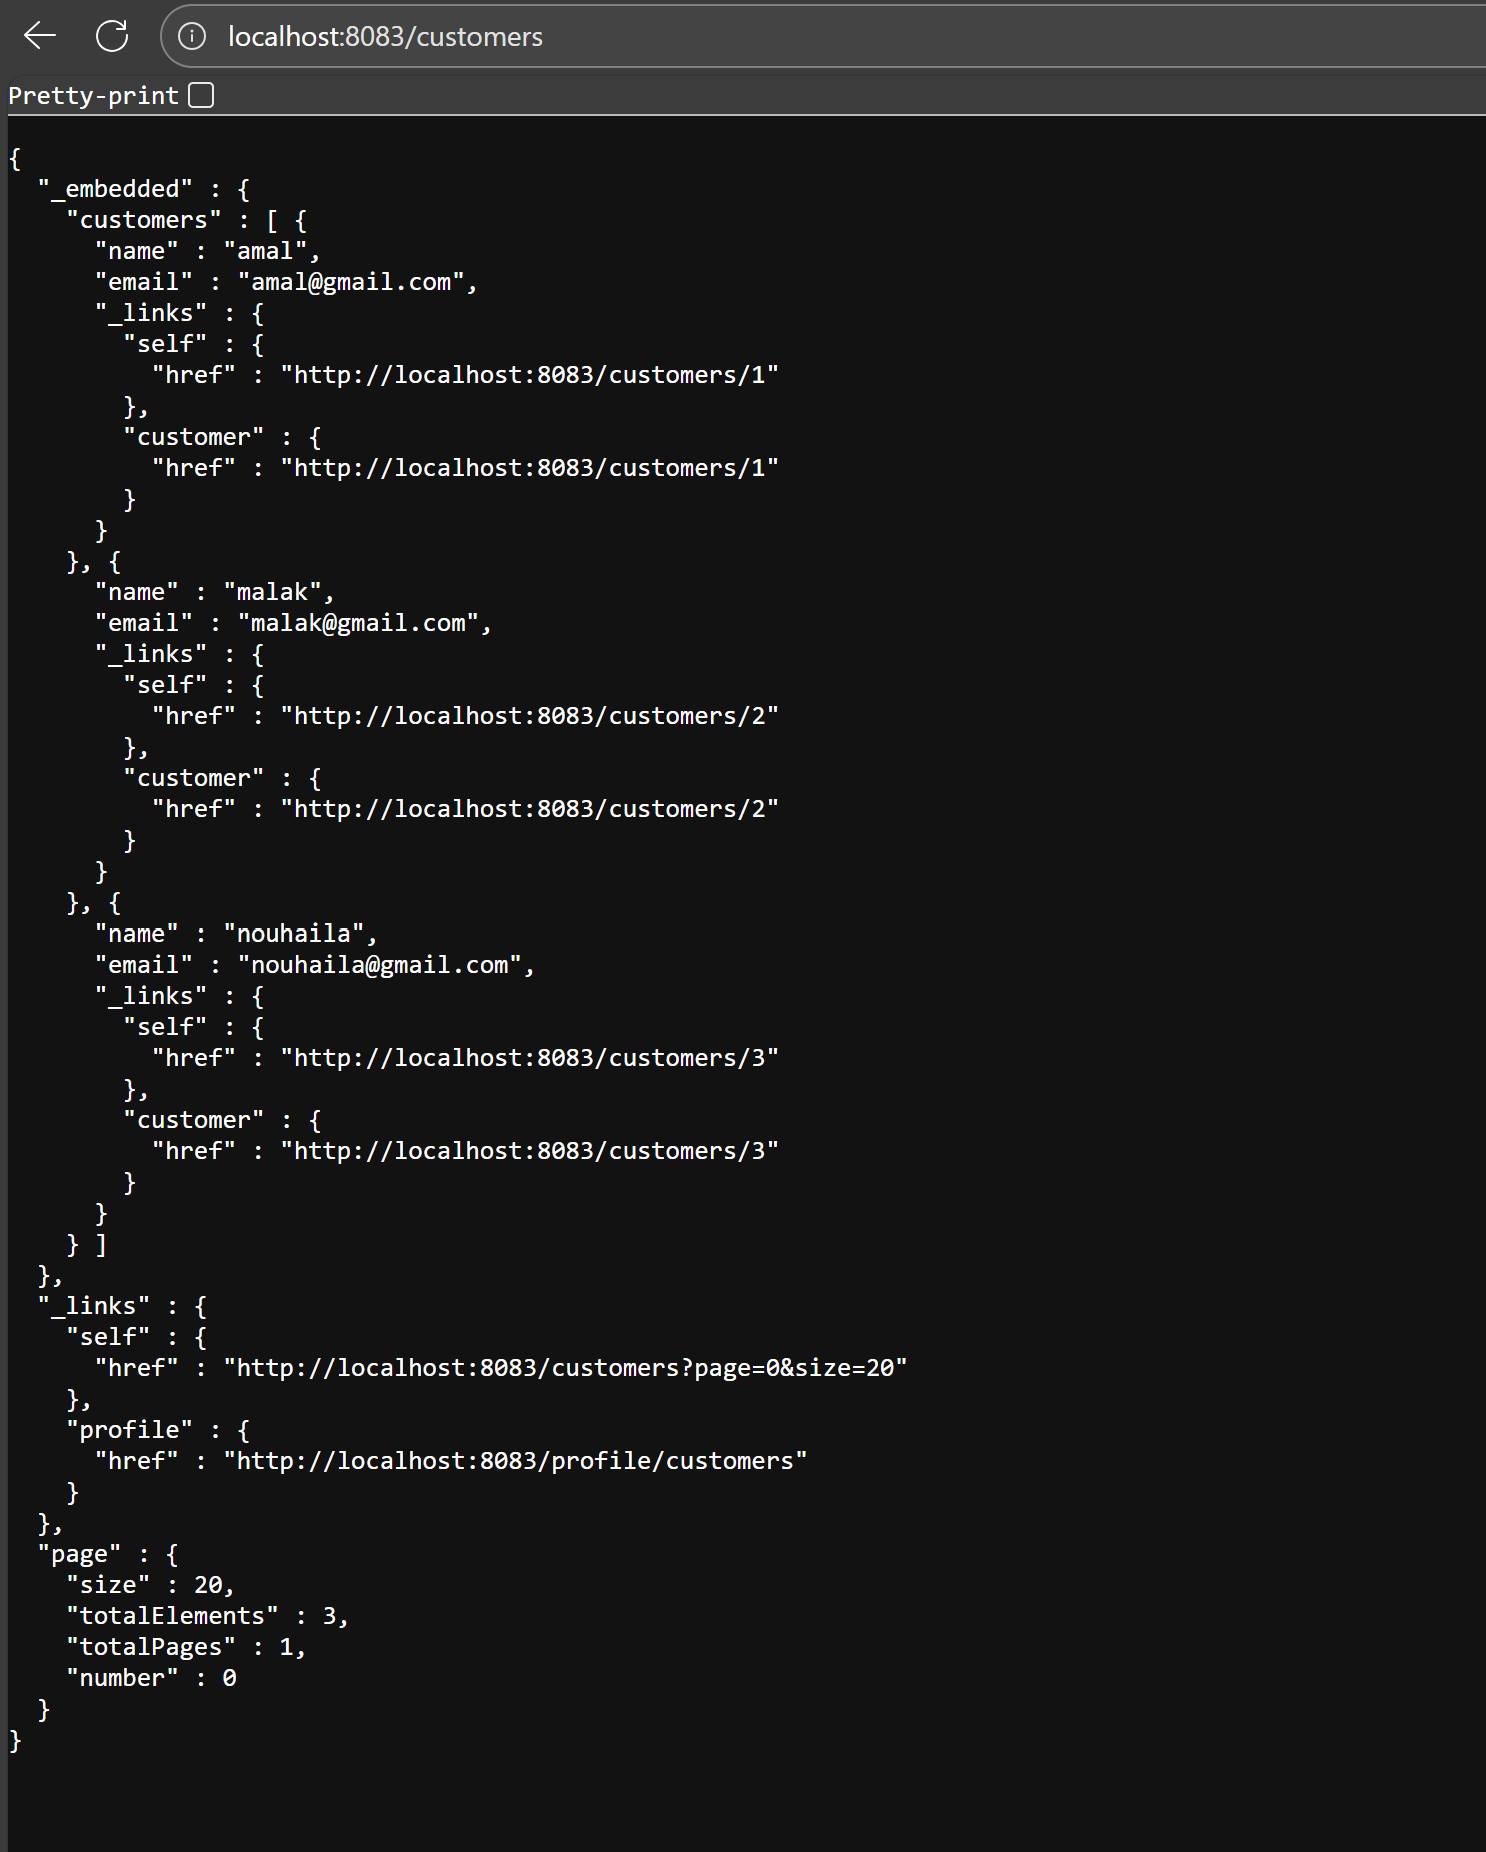 localhost:8083/customers
Pretty-print
{
  "_embedded" : {
    "customers" : [ {
      "name" : "amal",
      "email" : "amal@gmail.com",
      "_links" : {
        "self" : {
          "href" : "http://localhost:8083/customers/1"
        },
        "customer" : {
          "href" : "http://localhost:8083/customers/1"
        }
      }
    }, {
      "name" : "malak",
      "email" : "malak@gmail.com",
      "_links" : {
        "self" : {
          "href" : "http://localhost:8083/customers/2"
        },
        "customer" : {
          "href" : "http://localhost:8083/customers/2"
        }
      }
    }, {
      "name" : "nouhaila",
      "email" : "nouhaila@gmail.com",
      "_links" : {
        "self" : {
          "href" : "http://localhost:8083/customers/3"
        },
        "customer" : {
          "href" : "http://localhost:8083/customers/3"
        }
      }
    } ]
  },
  "_links" : {
    "self" : {
      "href" : "http://localhost:8083/customers?page=0&size=20"
    },
    "profile" : {
      "href" : "http://localhost:8083/profile/customers"
    }
  },
  "page" : {
    "size" : 20,
    "totalElements" : 3,
    "totalPages" : 1,
    "number" : 0
  }
}